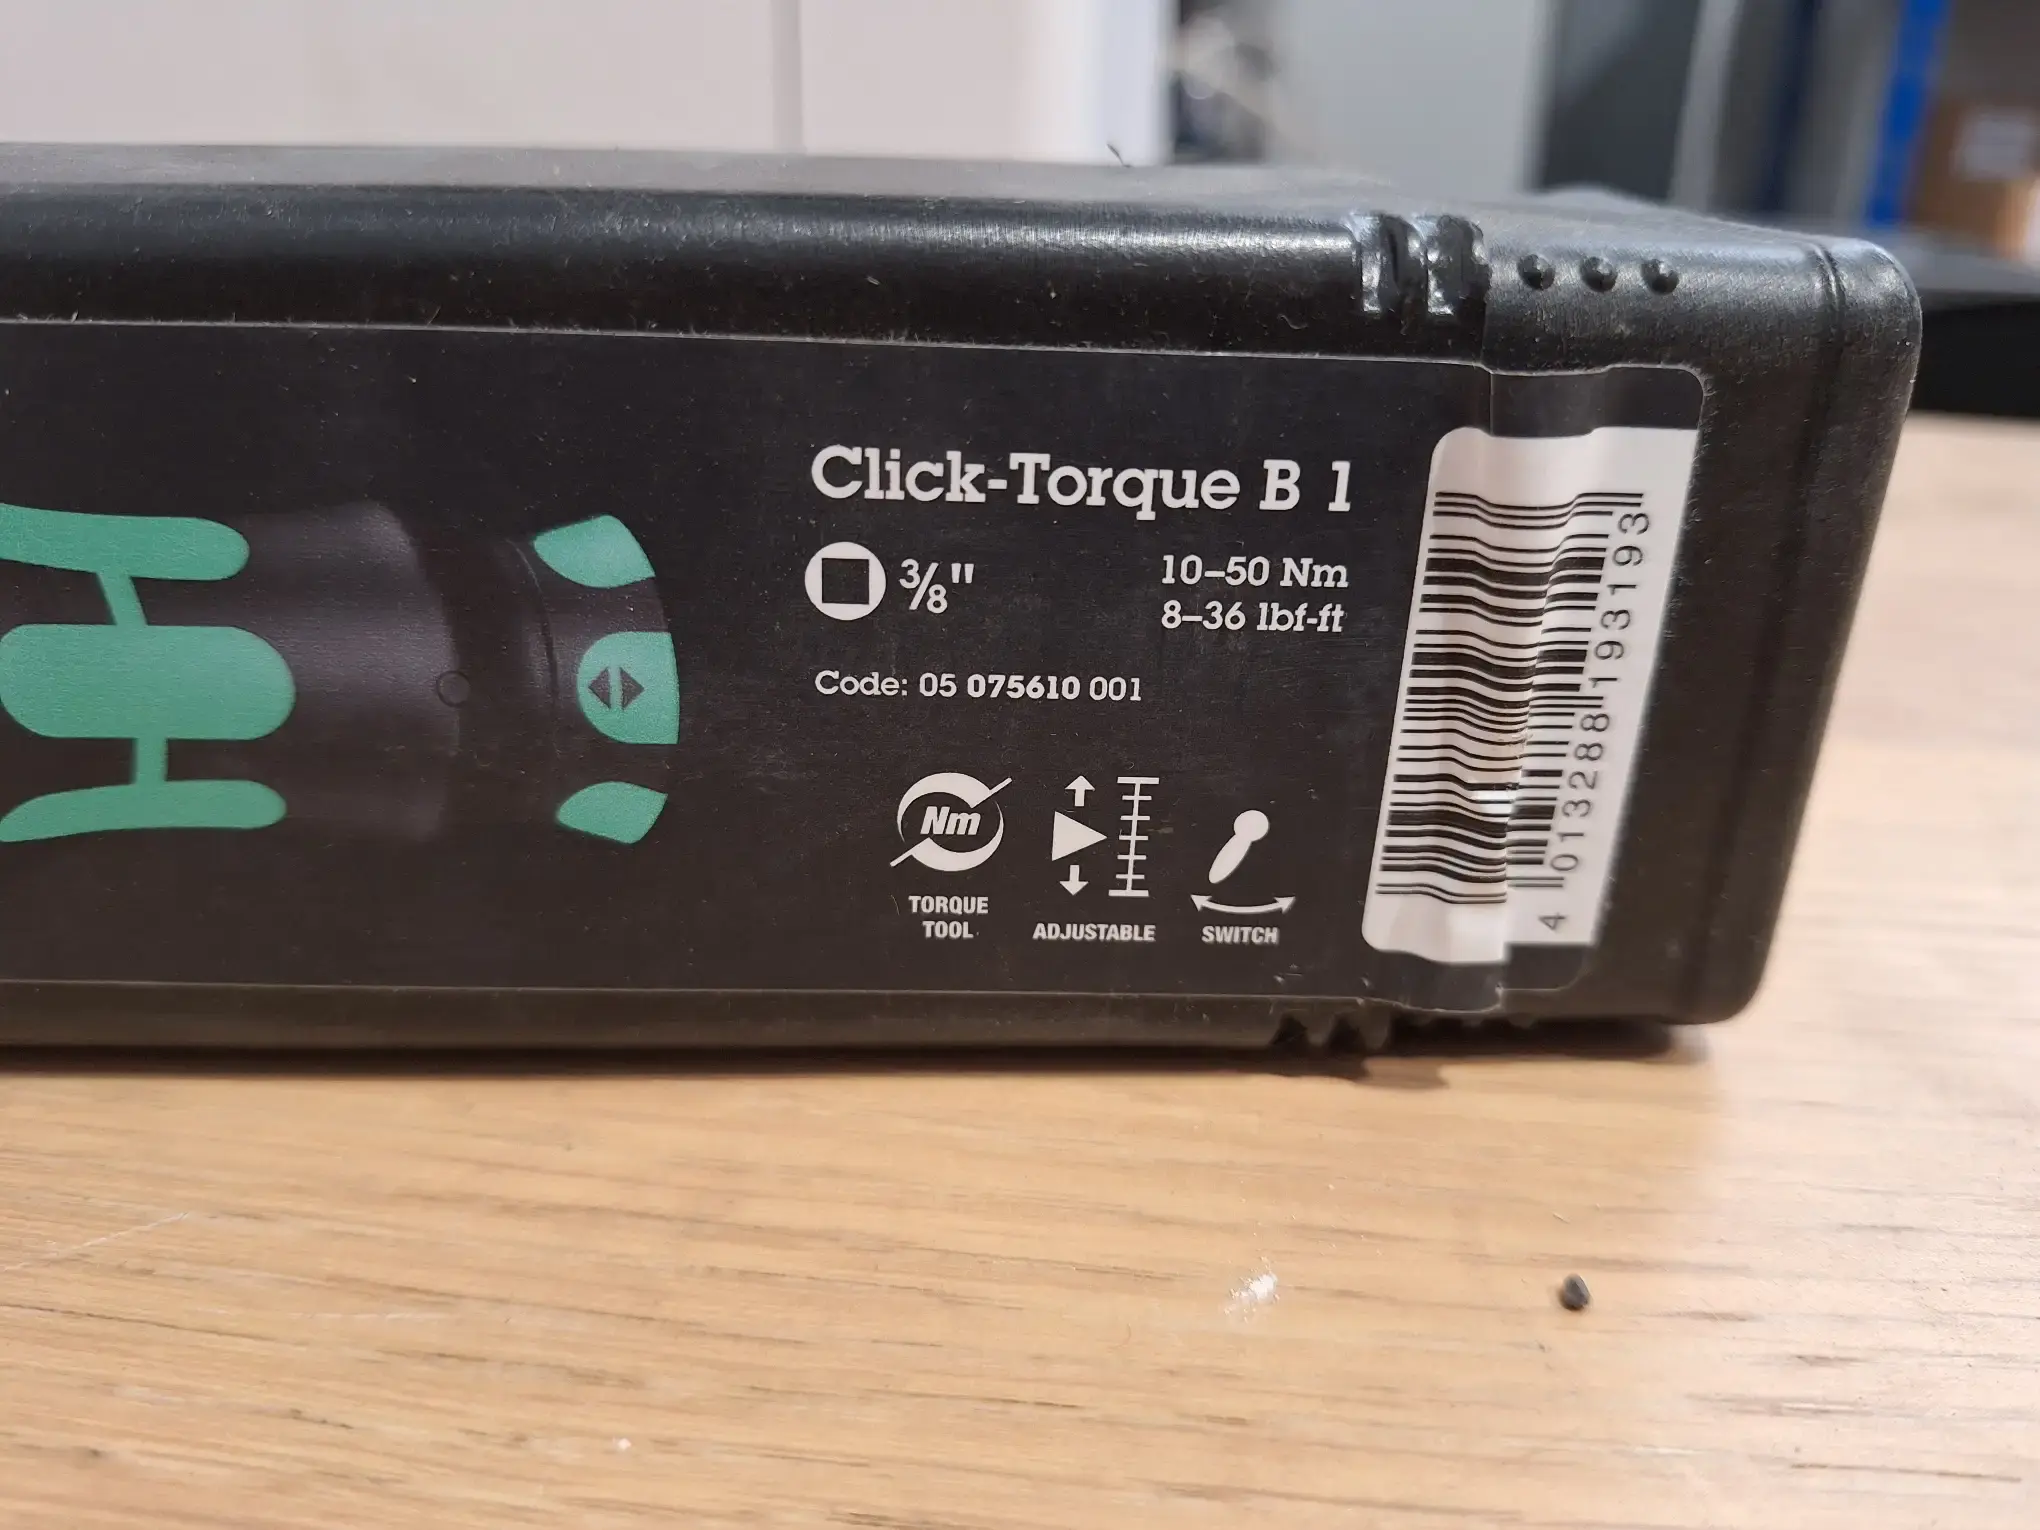 Click-Torque B 1
3/8"
10–50 Nm
8–36 lbf-ft
Code: 05 075610 001
Nm
TORQUE
TOOL
ADJUSTABLE
SWITCH
4 013288 193193